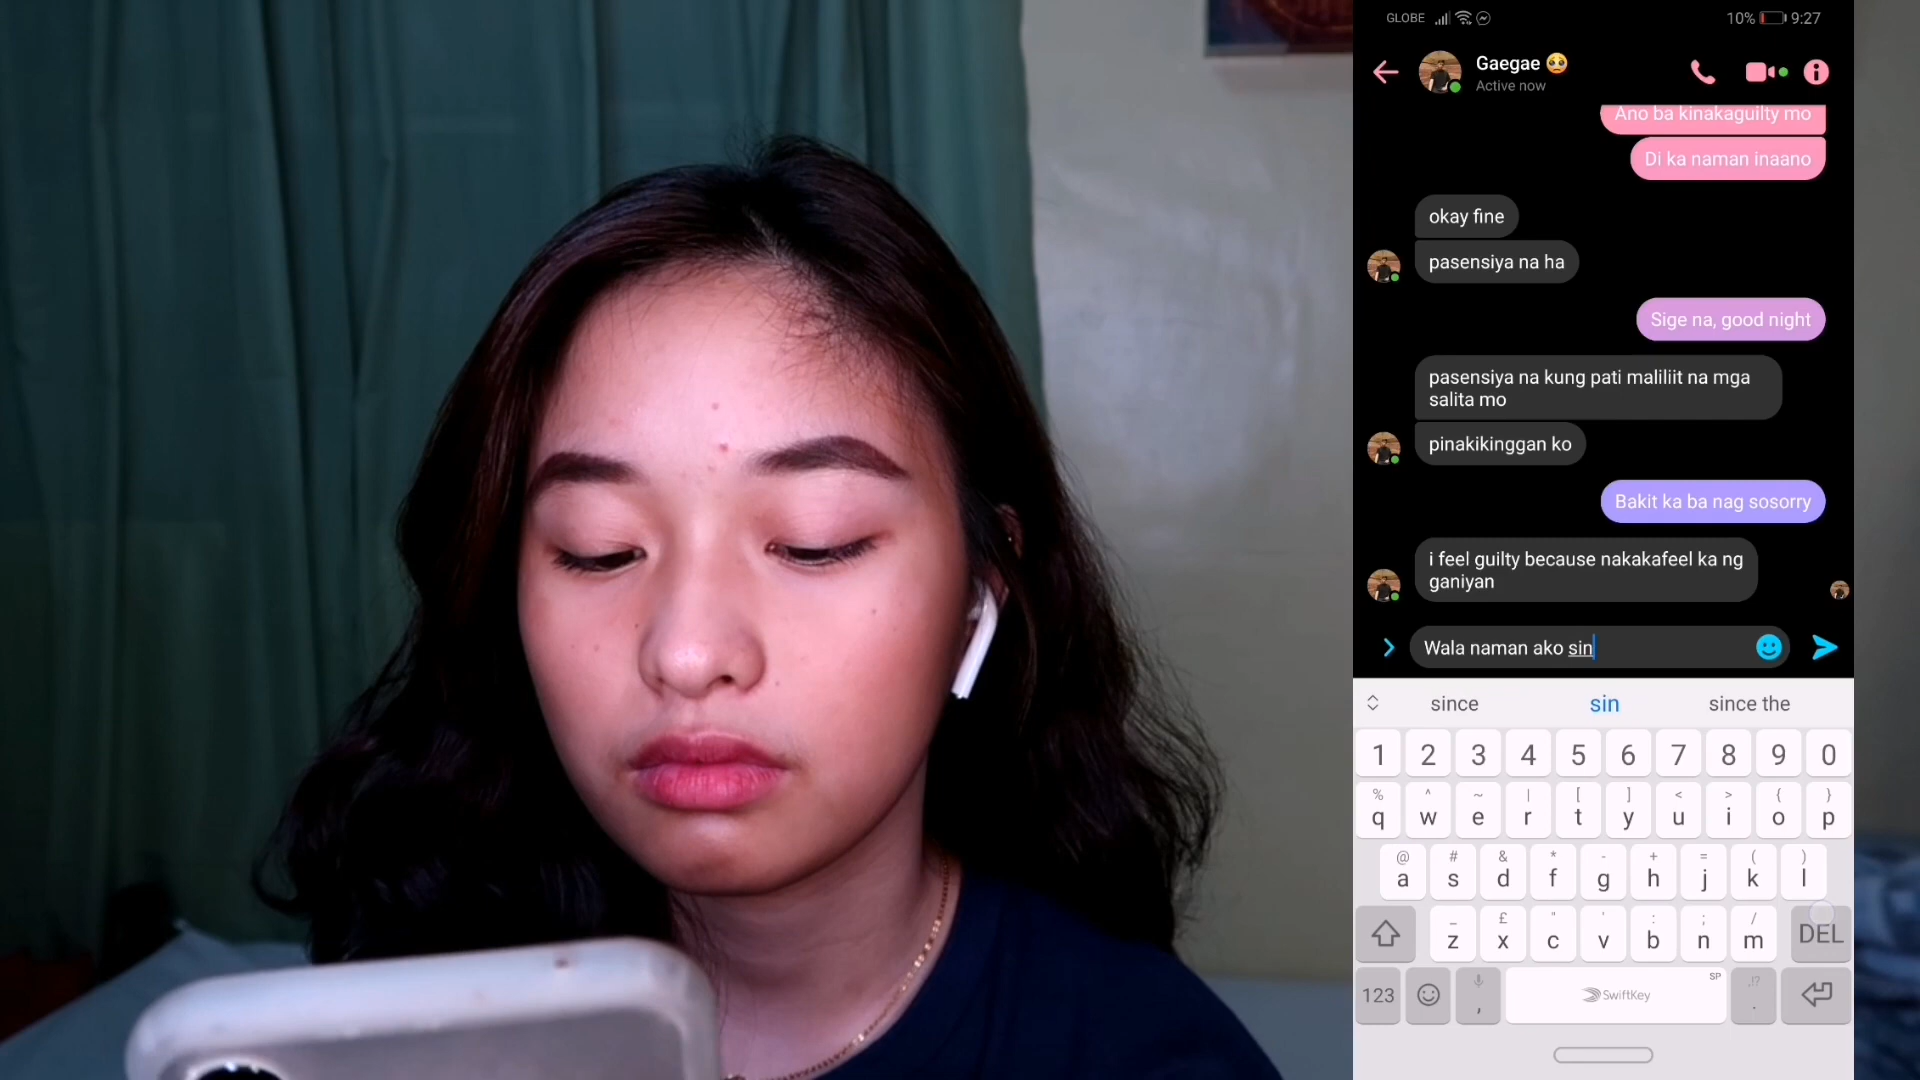 GLOBE 10% 9:27
Gaegae
Active now
Ano ba kinakaguilty mo
Di ka naman inaano
okay fine
pasensiya na ha
Sige na, good night
pasensiya na kung pati maliliit na mga
salita mo
pinakikinggan ko
Bakit ka ba nag sosorry
i feel guilty because nakakafeel ka ng
ganiyan
Wala naman ako sin
since sin since the
1 2 3 4 5 6 7 8 9 0
% ^ ~ | [ ] < > { }
q w e r t y u i o p
@ # & * - + = ( )
a s d f g h j k l
_ £ " ' : ; /
z x c v b n m DEL
SP
123 , SwiftKey ,!? .